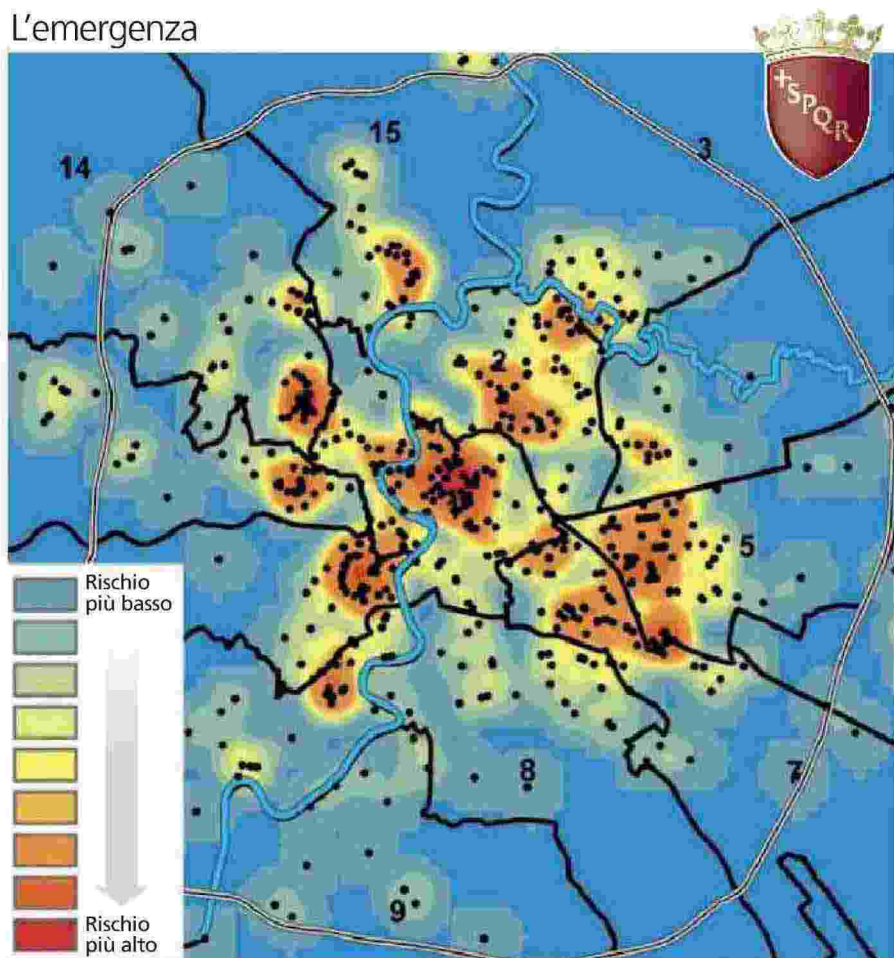 L'emergenza
+SPQR
15
3
14
2
5
Rischio
più basso
8
7
9
Rischio
più alto